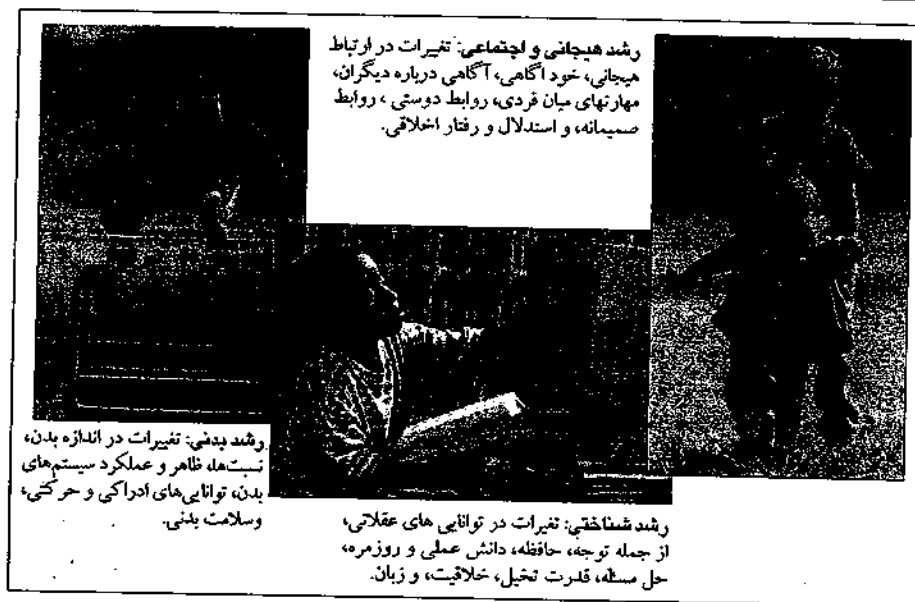 رشد هیجانی و اجتماعی: تغییرات در ارتباط
هیجانی، خود آگاهی، آگاهی درباره دیگران،
مهارتهای میان فردی، روابط دوستی ، روابط
صمیمانه، و استدلال و رفتار اخلاقی.
رشد بدنی: تغییرات در اندازه بدن،
نسبت‌ها، ظاهر و عملکرد سیستم‌های
بدن، توانایی‌های ادراکی و حرکتی،
وسلامت بدنی.
رشد شناختی: تغیرات در توانایی های عقلانی،
از جمله توجه، حافظه، دانش عملی و روزمره،
حل مسئله، قدرت تخیل، خلاقیت، و زبان.